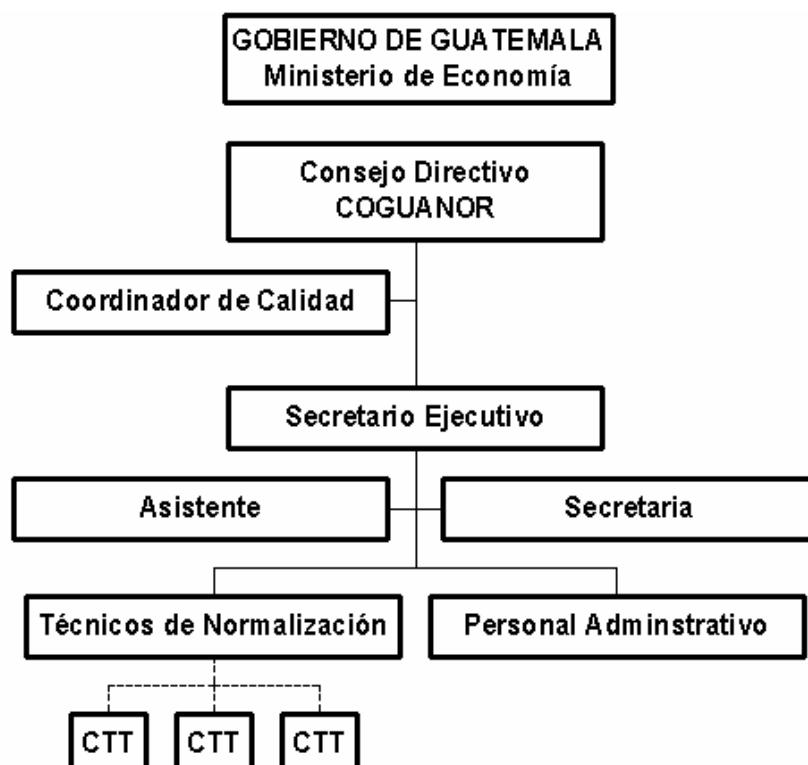 GOBIERNO DE GUATEMALA
Ministerio de Economía
Consejo Directivo
COGUANOR
Coordinador de Calidad
Secretario Ejecutivo
Asistente
Secretaria
Técnicos de Normalización
Personal Adminstrativo
CTT
CTT
CTT